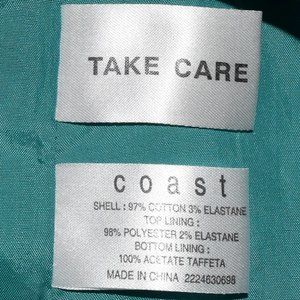 TAKE CARE
coast
SHELL : 97% COTTON 3% ELASTANE
TOP LINING :
98% POLYESTER 2% ELASTANE
BOTTOM LINING :
100% ACETATE TAFFETA
MADE IN CHINA 2224630698